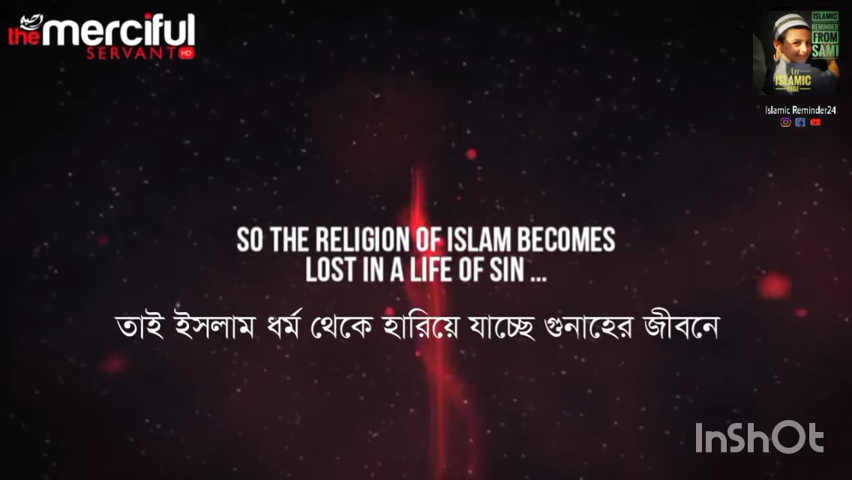 the merciful
SERVANT HD
ISLAMIC
REMINDER
FROM
SAMI
ISLAMIC
Islamic Reminder24
SO THE RELIGION OF ISLAM BECOMES
LOST IN A LIFE OF SIN ...
তাই ইসলাম ধর্ম থেকে হারিয়ে যাচ্ছে গুনাহের জীবনে
InShOt